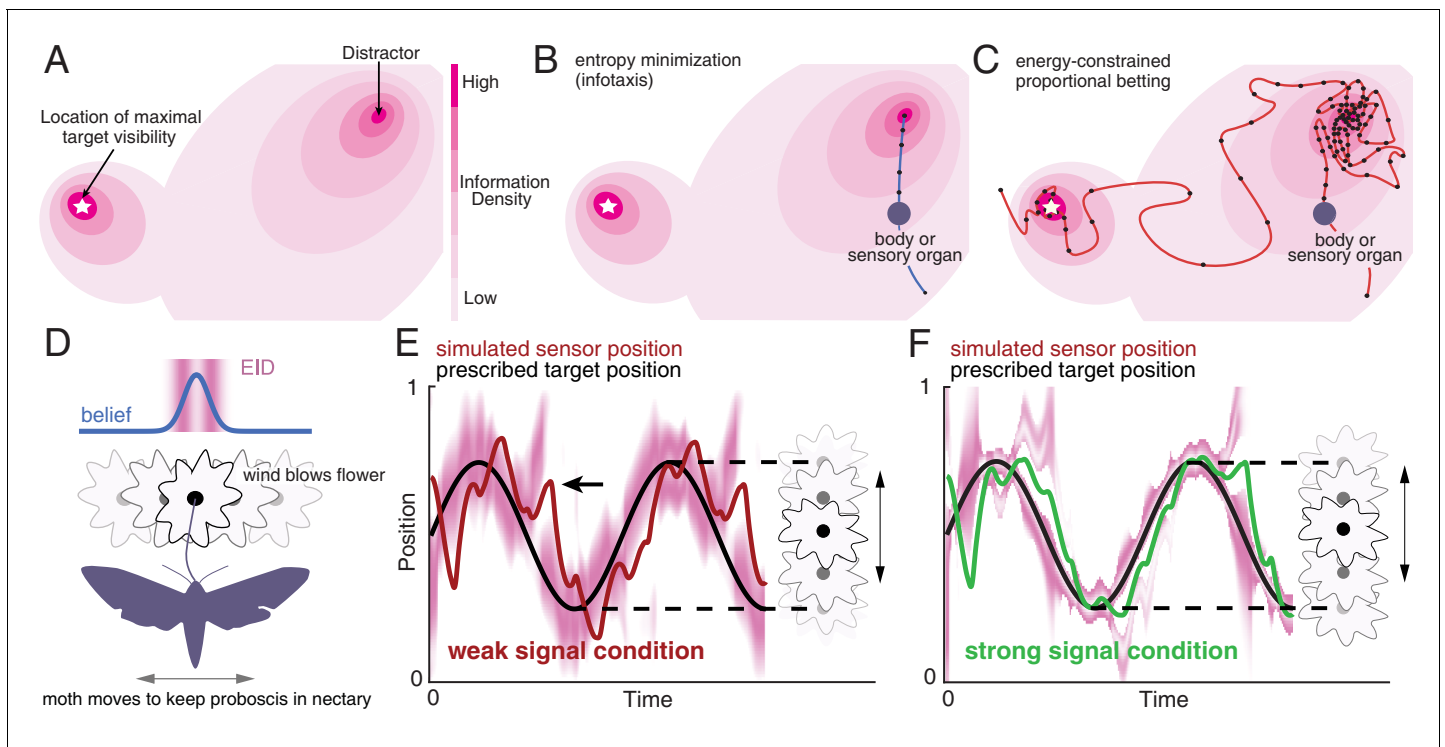 A
Distractor
Location of maximal
target visibility
High
Information
Density
Low
B
entropy minimization
(infotaxis)
body or
sensory organ
C
energy-constrained
proportional betting
body or
sensory organ
D
EID
belief
wind blows flower
moth moves to keep proboscis in nectary
E
simulated sensor position
prescribed target position
1
Position
weak signal condition
0
0
Time
F
simulated sensor position
prescribed target position
1
strong signal condition
0
0
Time